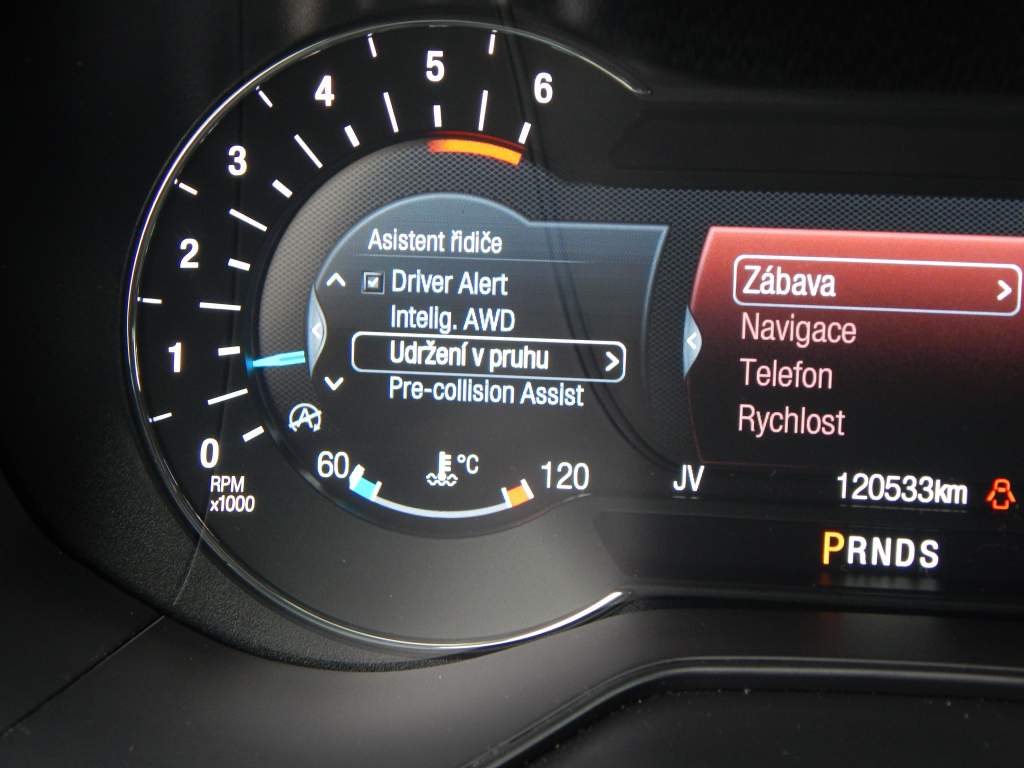 6
5
4
3
2
1
0
RPM
x1000
Asistent řidiče
Driver Alert
Intelig. AWD
Udržení v pruhu
Pre-collision Assist
60
°C
120
Zábava
Navigace
Telefon
Rychlost
JV
120533km
PRNDS